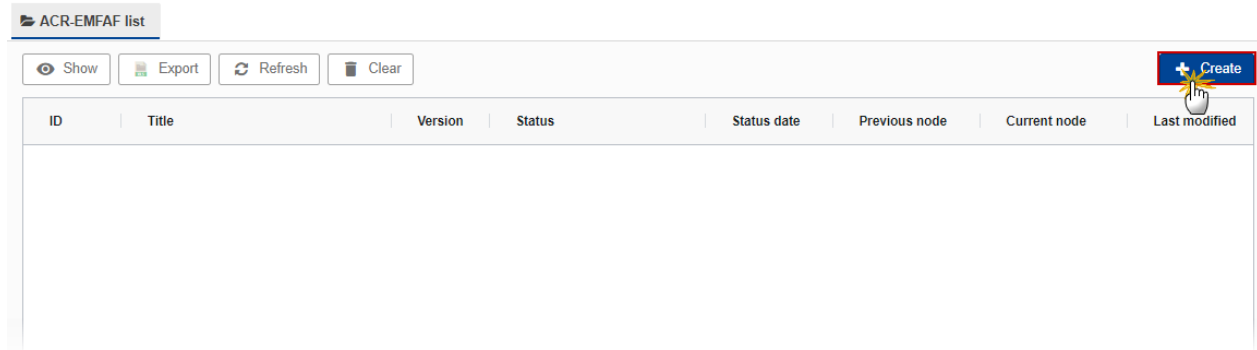 ACR-EMFAF list
Show Export Refresh Clear Create
ID Title Version Status Status date Previous node Current node Last modified